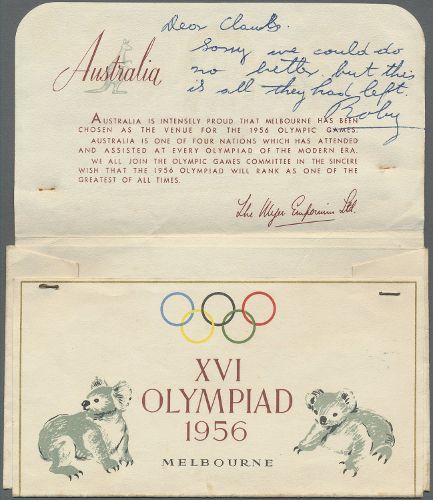 Australia
Sorry we could do
no better, but this
is all they had left.
AUSTRALIA IS INTENSELY PROUD THAT MELBOURNE HAS BEEN
CHOSEN AS THE VENUE FOR THE 1956 OLYMPIC GAMES.
AUSTRALIA IS ONE OF FOUR NATIONS WHICH HAS ATTENDED
AND ASSISTED AT EVERY OLYMPIAD OF THE MODERN ERA.
WE ALL JOIN THE OLYMPIC GAMES COMMITTEE IN THE SINCERE
WISH THAT THE 1956 OLYMPIAD WILL RANK AS ONE OF THE
GREATEST OF ALL TIMES.
The Myer Emporium Ltd.
XVI
OLYMPIAD
1956
MELBOURNE